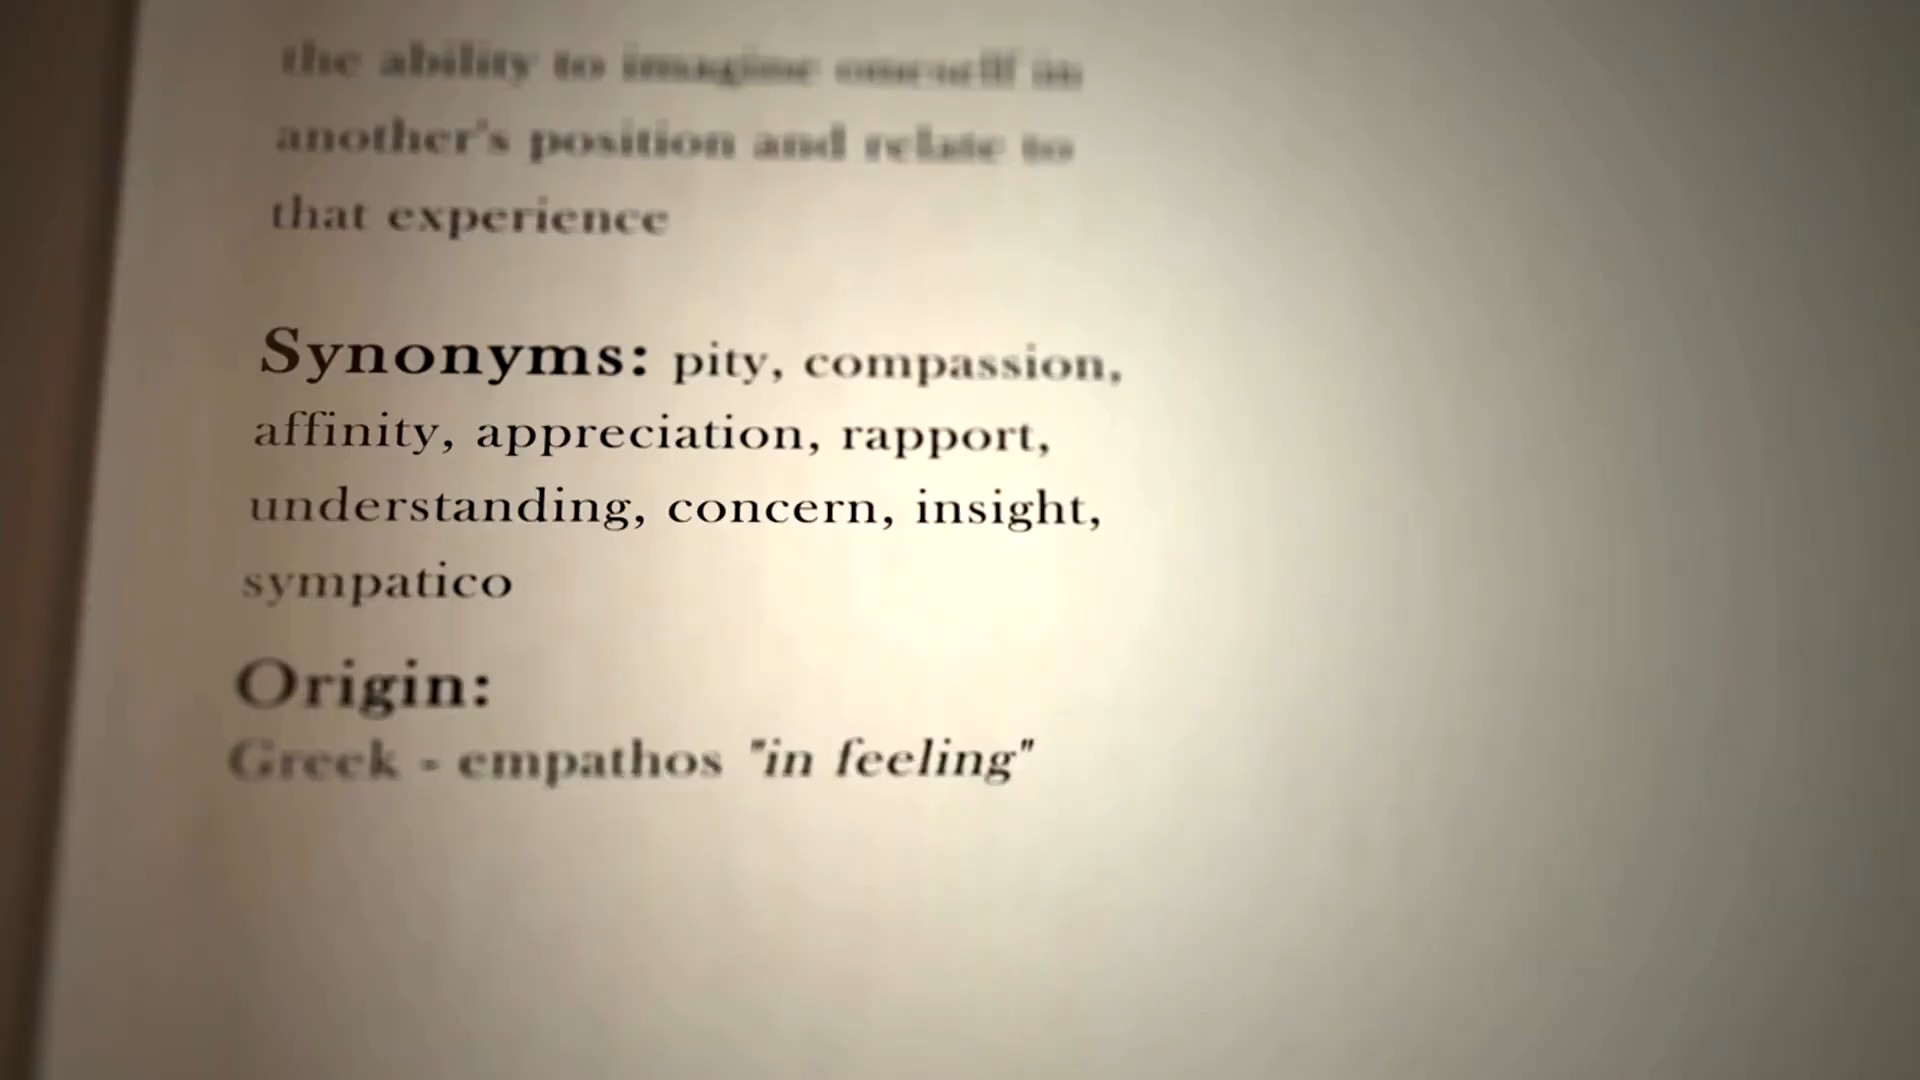 the ability to imagine oneself in
another's position and relate to
that experience
Synonyms: pity, compassion,
affinity, appreciation, rapport,
understanding, concern, insight,
sympatico
Origin:
Greek - empathos "in feeling"